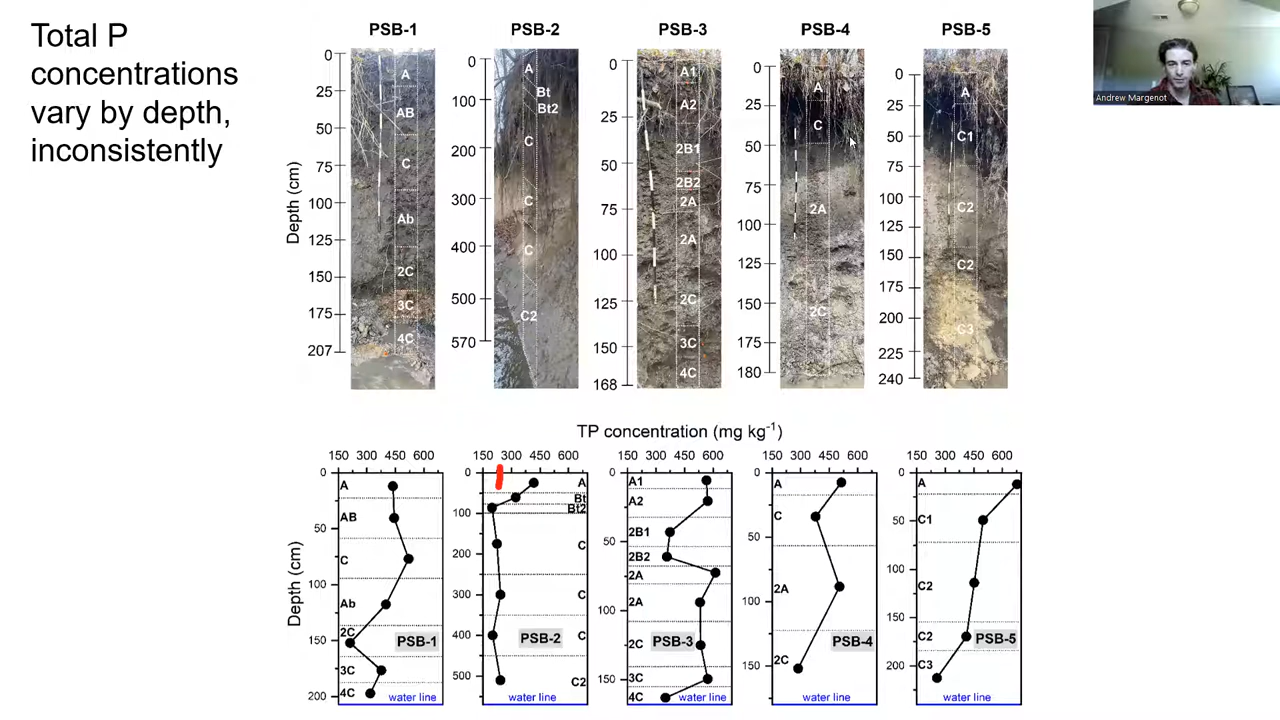 Total P
concentrations
vary by depth,
inconsistently
PSB-1
PSB-2
PSB-3
PSB-4
PSB-5
Andrew Margenot
Depth (cm)
0
25
50
75
100
125
150
175
207
A
AB
C
Ab
2C
3C
4C
0
100
200
300
400
500
570
A
Bt
Bt2
C
C
C
C2
0
25
50
75
100
125
150
168
A1
A2
2B1
2B2
2A
2A
2C
3C
4C
0
25
50
75
100
125
150
180
A
C
2A
2C
0
25
50
75
100
125
150
175
200
225
240
A
C1
C2
C2
C3
TP concentration (mg kg-1)
150 300 450 600
150 300 450 600
150 300 450 600
150 300 450 600
150 300 450 600
Depth (cm)
0
50
100
150
200
A
AB
C
Ab
2C
3C
4C
PSB-1
water line
0
100
200
300
400
500
A
Bt
Bt2
C
C
C
C2
PSB-2
water line
0
50
100
150
A1
A2
2B1
2B2
2A
2A
2C
3C
4C
PSB-3
water line
0
50
100
150
A
C
2A
2C
PSB-4
water line
0
50
100
150
200
A
C1
C2
C2
C3
PSB-5
water line